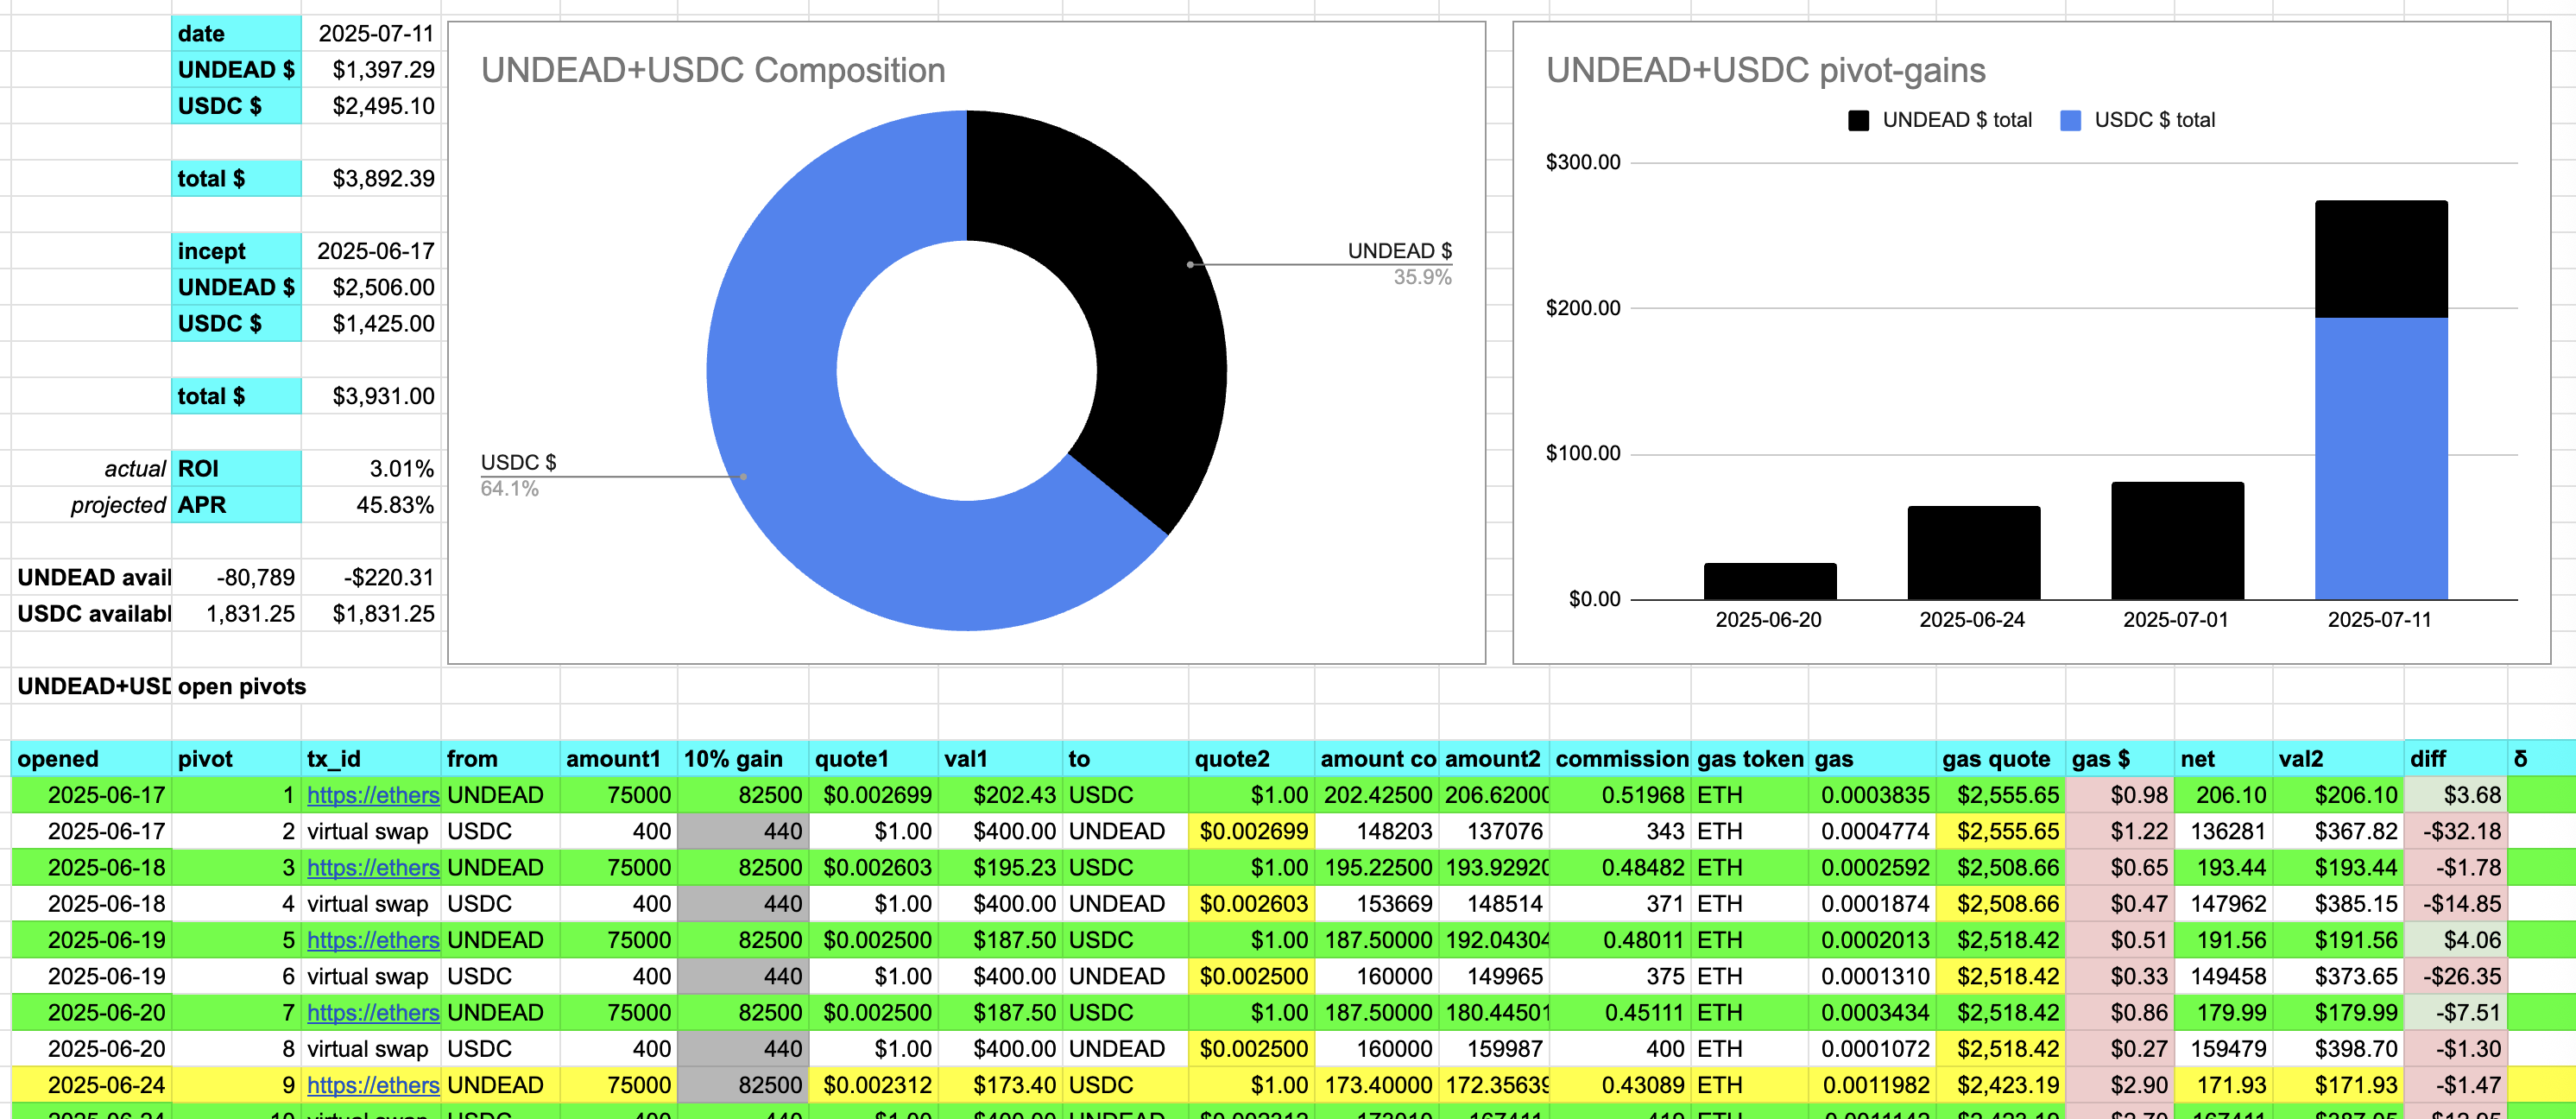 date 2025-07-11
UNDEAD $ $1,397.29
USDC $ $2,495.10
total $ $3,892.39
incept 2025-06-17
UNDEAD $ $2,506.00
USDC $ $1,425.00
total $ $3,931.00
actual ROI 3.01%
projected APR 45.83%
UNDEAD avail -80,789 -$220.31
USDC availabl 1,831.25 $1,831.25
UNDEAD+USDC Composition
UNDEAD $
35.9%
USDC $
64.1%
UNDEAD+USDC pivot-gains
UNDEAD $ total USDC $ total
$300.00
$200.00
$100.00
$0.00
2025-06-20 2025-06-24 2025-07-01 2025-07-11
UNDEAD+USD open pivots
opened pivot tx_id from amount1 10% gain quote1 val1 to quote2 amount co amount2 commission gas token gas gas quote gas $ net val2 diff δ
2025-06-17 1 https://ethers UNDEAD 75000 82500 $0.002699 $202.43 USDC $1.00 202.42500 206.62000 0.51968 ETH 0.0003835 $2,555.65 $0.98 206.10 $206.10 $3.68
2025-06-17 2 virtual swap USDC 400 440 $1.00 $400.00 UNDEAD $0.002699 148203 137076 343 ETH 0.0004774 $2,555.65 $1.22 136281 $367.82 -$32.18
2025-06-18 3 https://ethers UNDEAD 75000 82500 $0.002603 $195.23 USDC $1.00 195.22500 193.92920 0.48482 ETH 0.0002592 $2,508.66 $0.65 193.44 $193.44 -$1.78
2025-06-18 4 virtual swap USDC 400 440 $1.00 $400.00 UNDEAD $0.002603 153669 148514 371 ETH 0.0001874 $2,508.66 $0.47 147962 $385.15 -$14.85
2025-06-19 5 https://ethers UNDEAD 75000 82500 $0.002500 $187.50 USDC $1.00 187.50000 192.04304 0.48011 ETH 0.0002013 $2,518.42 $0.51 191.56 $191.56 $4.06
2025-06-19 6 virtual swap USDC 400 440 $1.00 $400.00 UNDEAD $0.002500 160000 149965 375 ETH 0.0001310 $2,518.42 $0.33 149458 $373.65 -$26.35
2025-06-20 7 https://ethers UNDEAD 75000 82500 $0.002500 $187.50 USDC $1.00 187.50000 180.44501 0.45111 ETH 0.0003434 $2,518.42 $0.86 179.99 $179.99 -$7.51
2025-06-20 8 virtual swap USDC 400 440 $1.00 $400.00 UNDEAD $0.002500 160000 159987 400 ETH 0.0001072 $2,518.42 $0.27 159479 $398.70 -$1.30
2025-06-24 9 https://ethers UNDEAD 75000 82500 $0.002312 $173.40 USDC $1.00 173.40000 172.35639 0.43089 ETH 0.0011982 $2,423.19 $2.90 171.93 $171.93 -$1.47